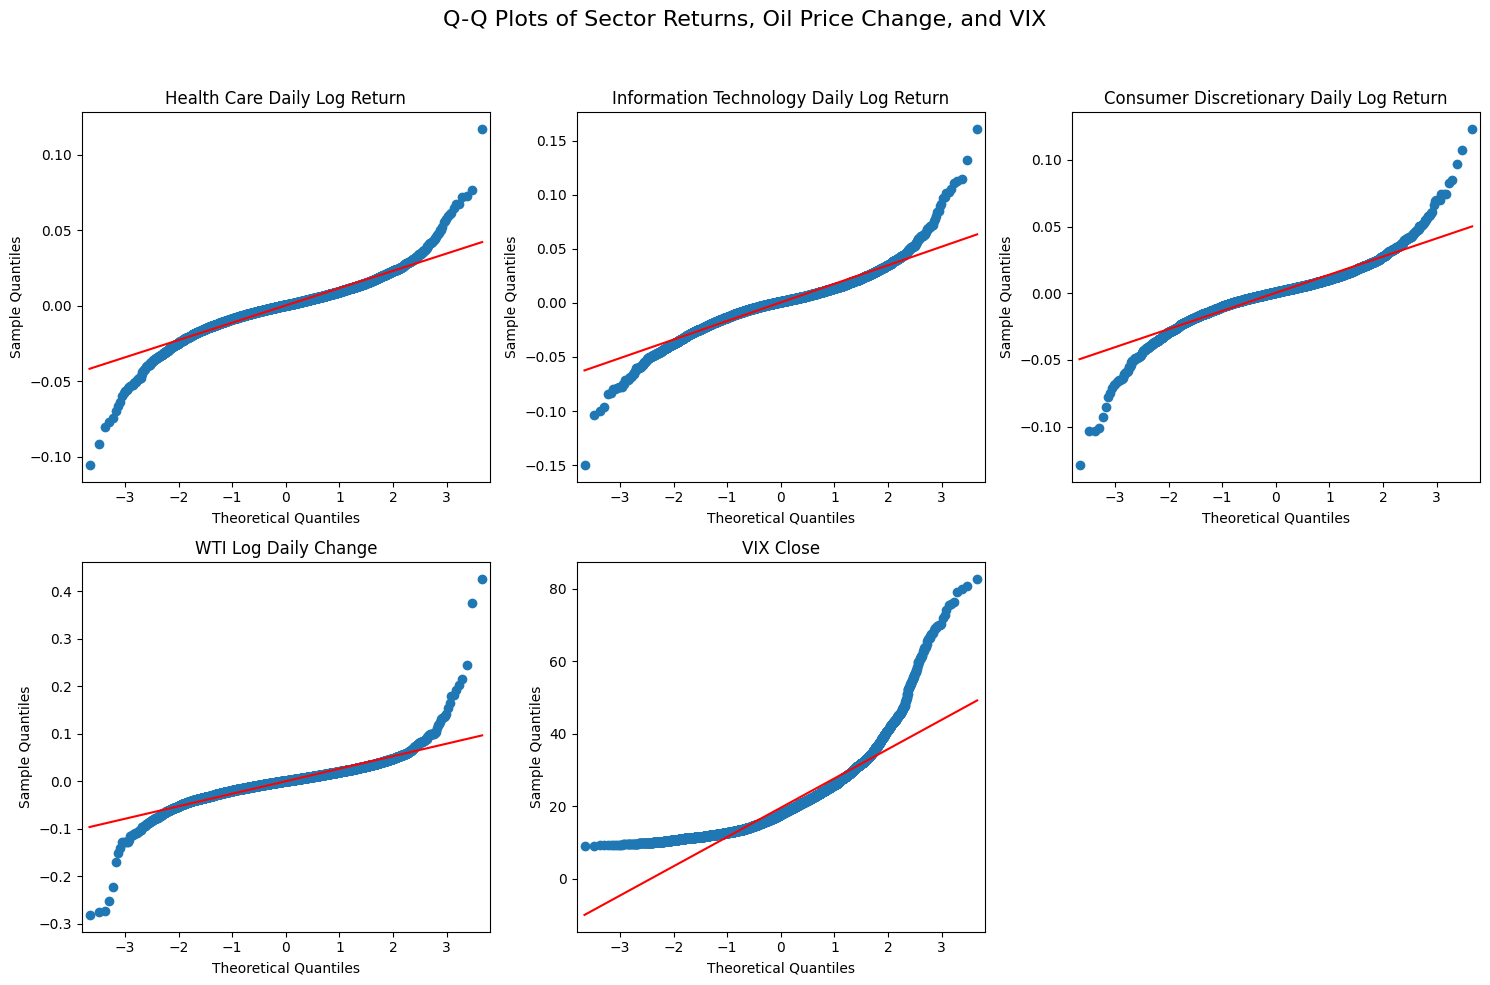 Q-Q Plots of Sector Returns, Oil Price Change, and VIX
Health Care Daily Log Return
0.10
0.05
0.00
−0.05
−0.10
Sample Quantiles
−3 −2 −1 0 1 2 3
Theoretical Quantiles
Information Technology Daily Log Return
0.15
0.10
0.05
0.00
−0.05
−0.10
−0.15
Sample Quantiles
−3 −2 −1 0 1 2 3
Theoretical Quantiles
Consumer Discretionary Daily Log Return
0.10
0.05
0.00
−0.05
−0.10
Sample Quantiles
−3 −2 −1 0 1 2 3
Theoretical Quantiles
WTI Log Daily Change
0.4
0.3
0.2
0.1
0.0
−0.1
−0.2
−0.3
Sample Quantiles
−3 −2 −1 0 1 2 3
Theoretical Quantiles
VIX Close
80
60
40
20
0
Sample Quantiles
−3 −2 −1 0 1 2 3
Theoretical Quantiles